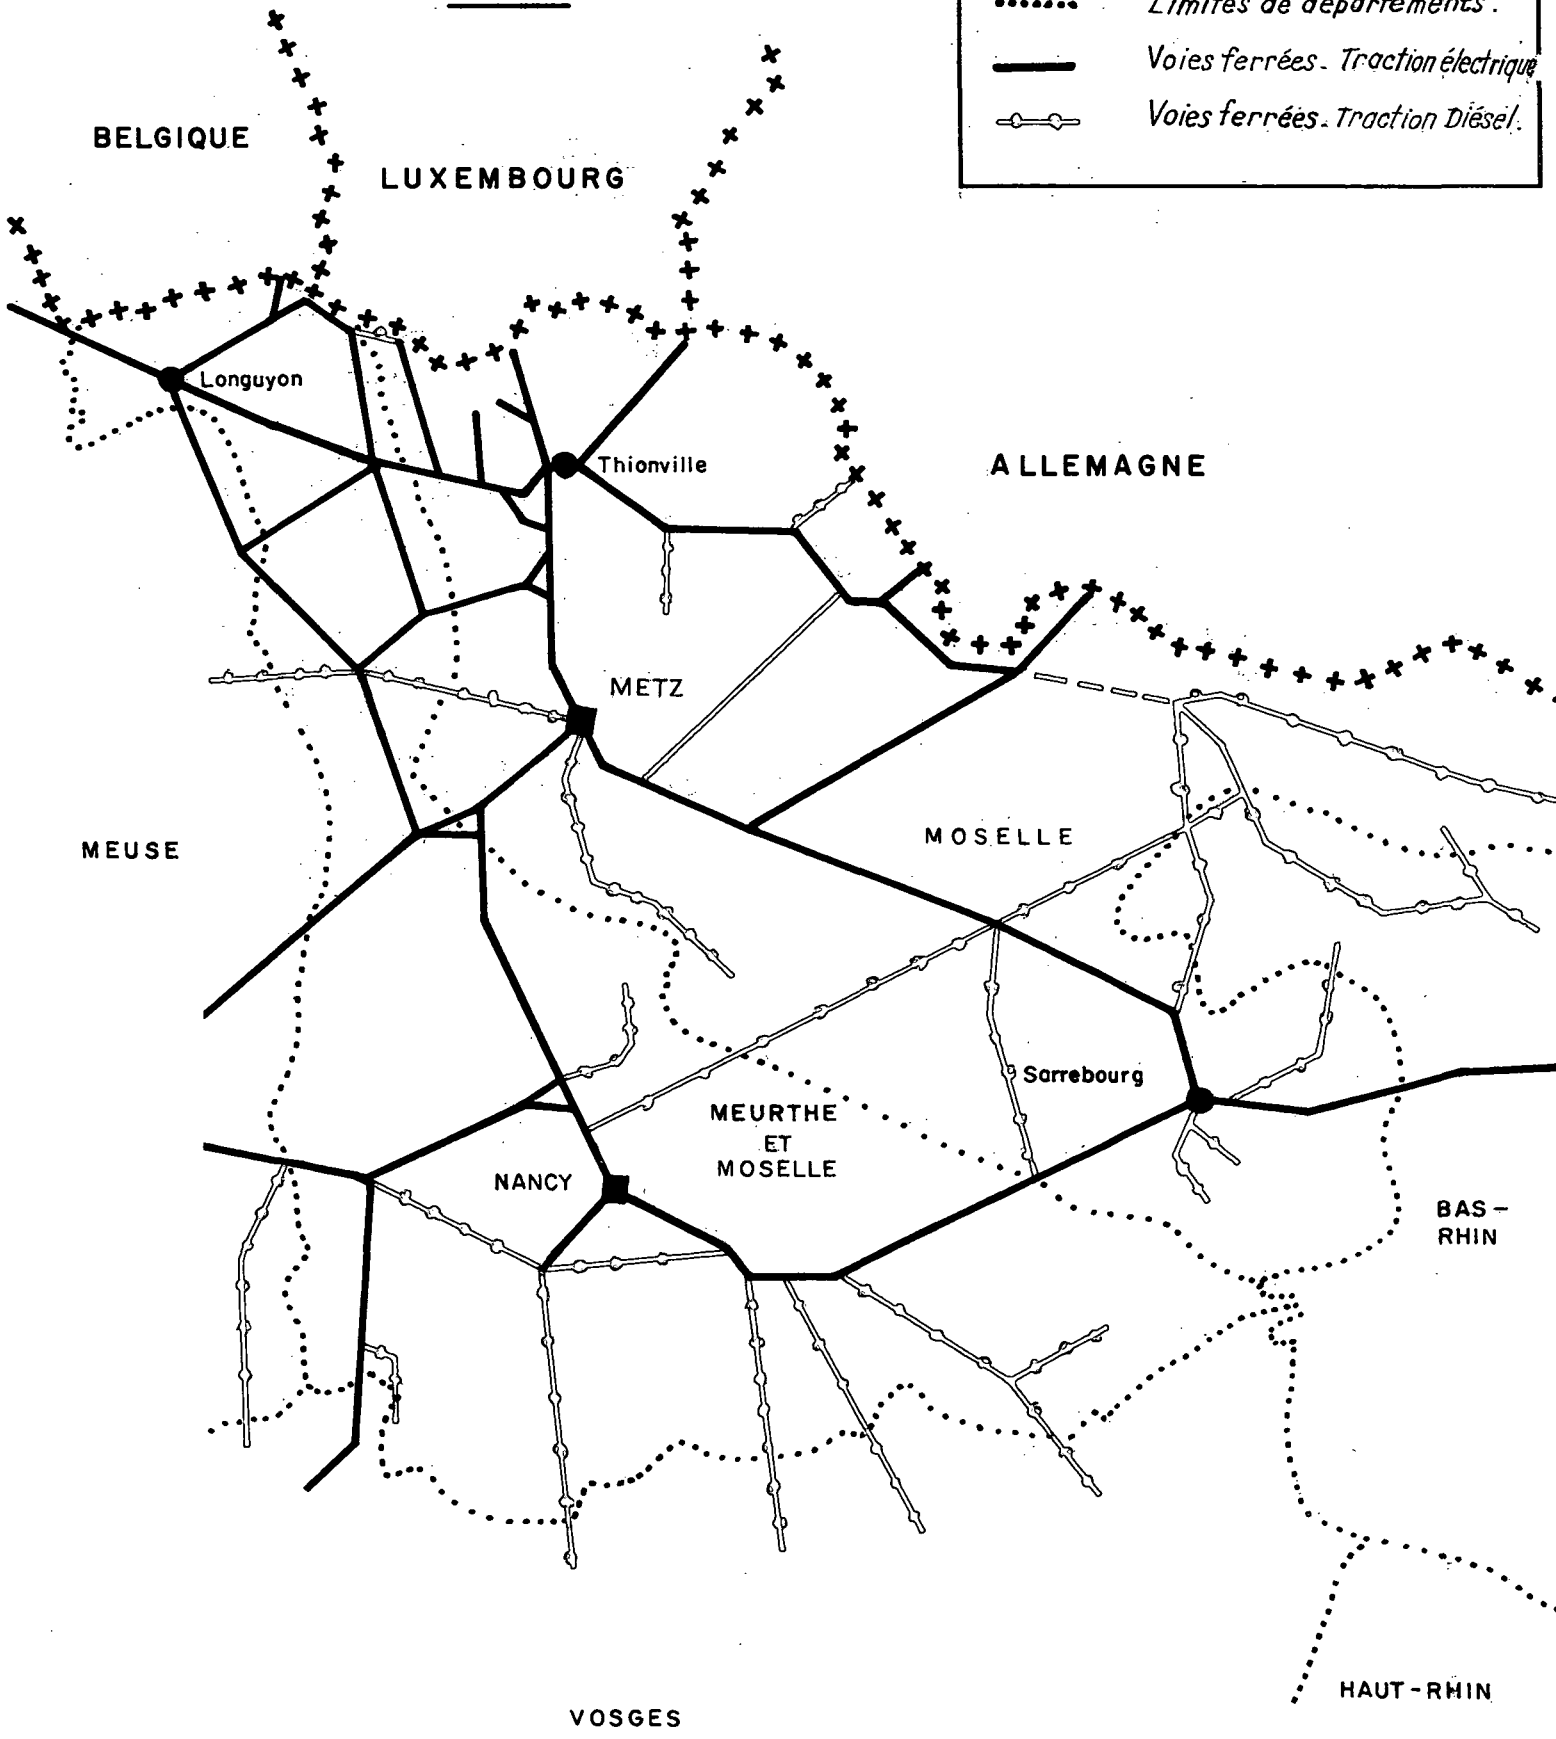 Limites de départements.
Voies ferrées. Traction électrique
Voies ferrées. Traction Diésel.
BELGIQUE
LUXEMBOURG
Longuyon
Thionville
ALLEMAGNE
METZ
MEUSE
MOSELLE
Sarrebourg
MEURTHE
ET
MOSELLE
NANCY
BAS-
RHIN
HAUT-RHIN
VOSGES